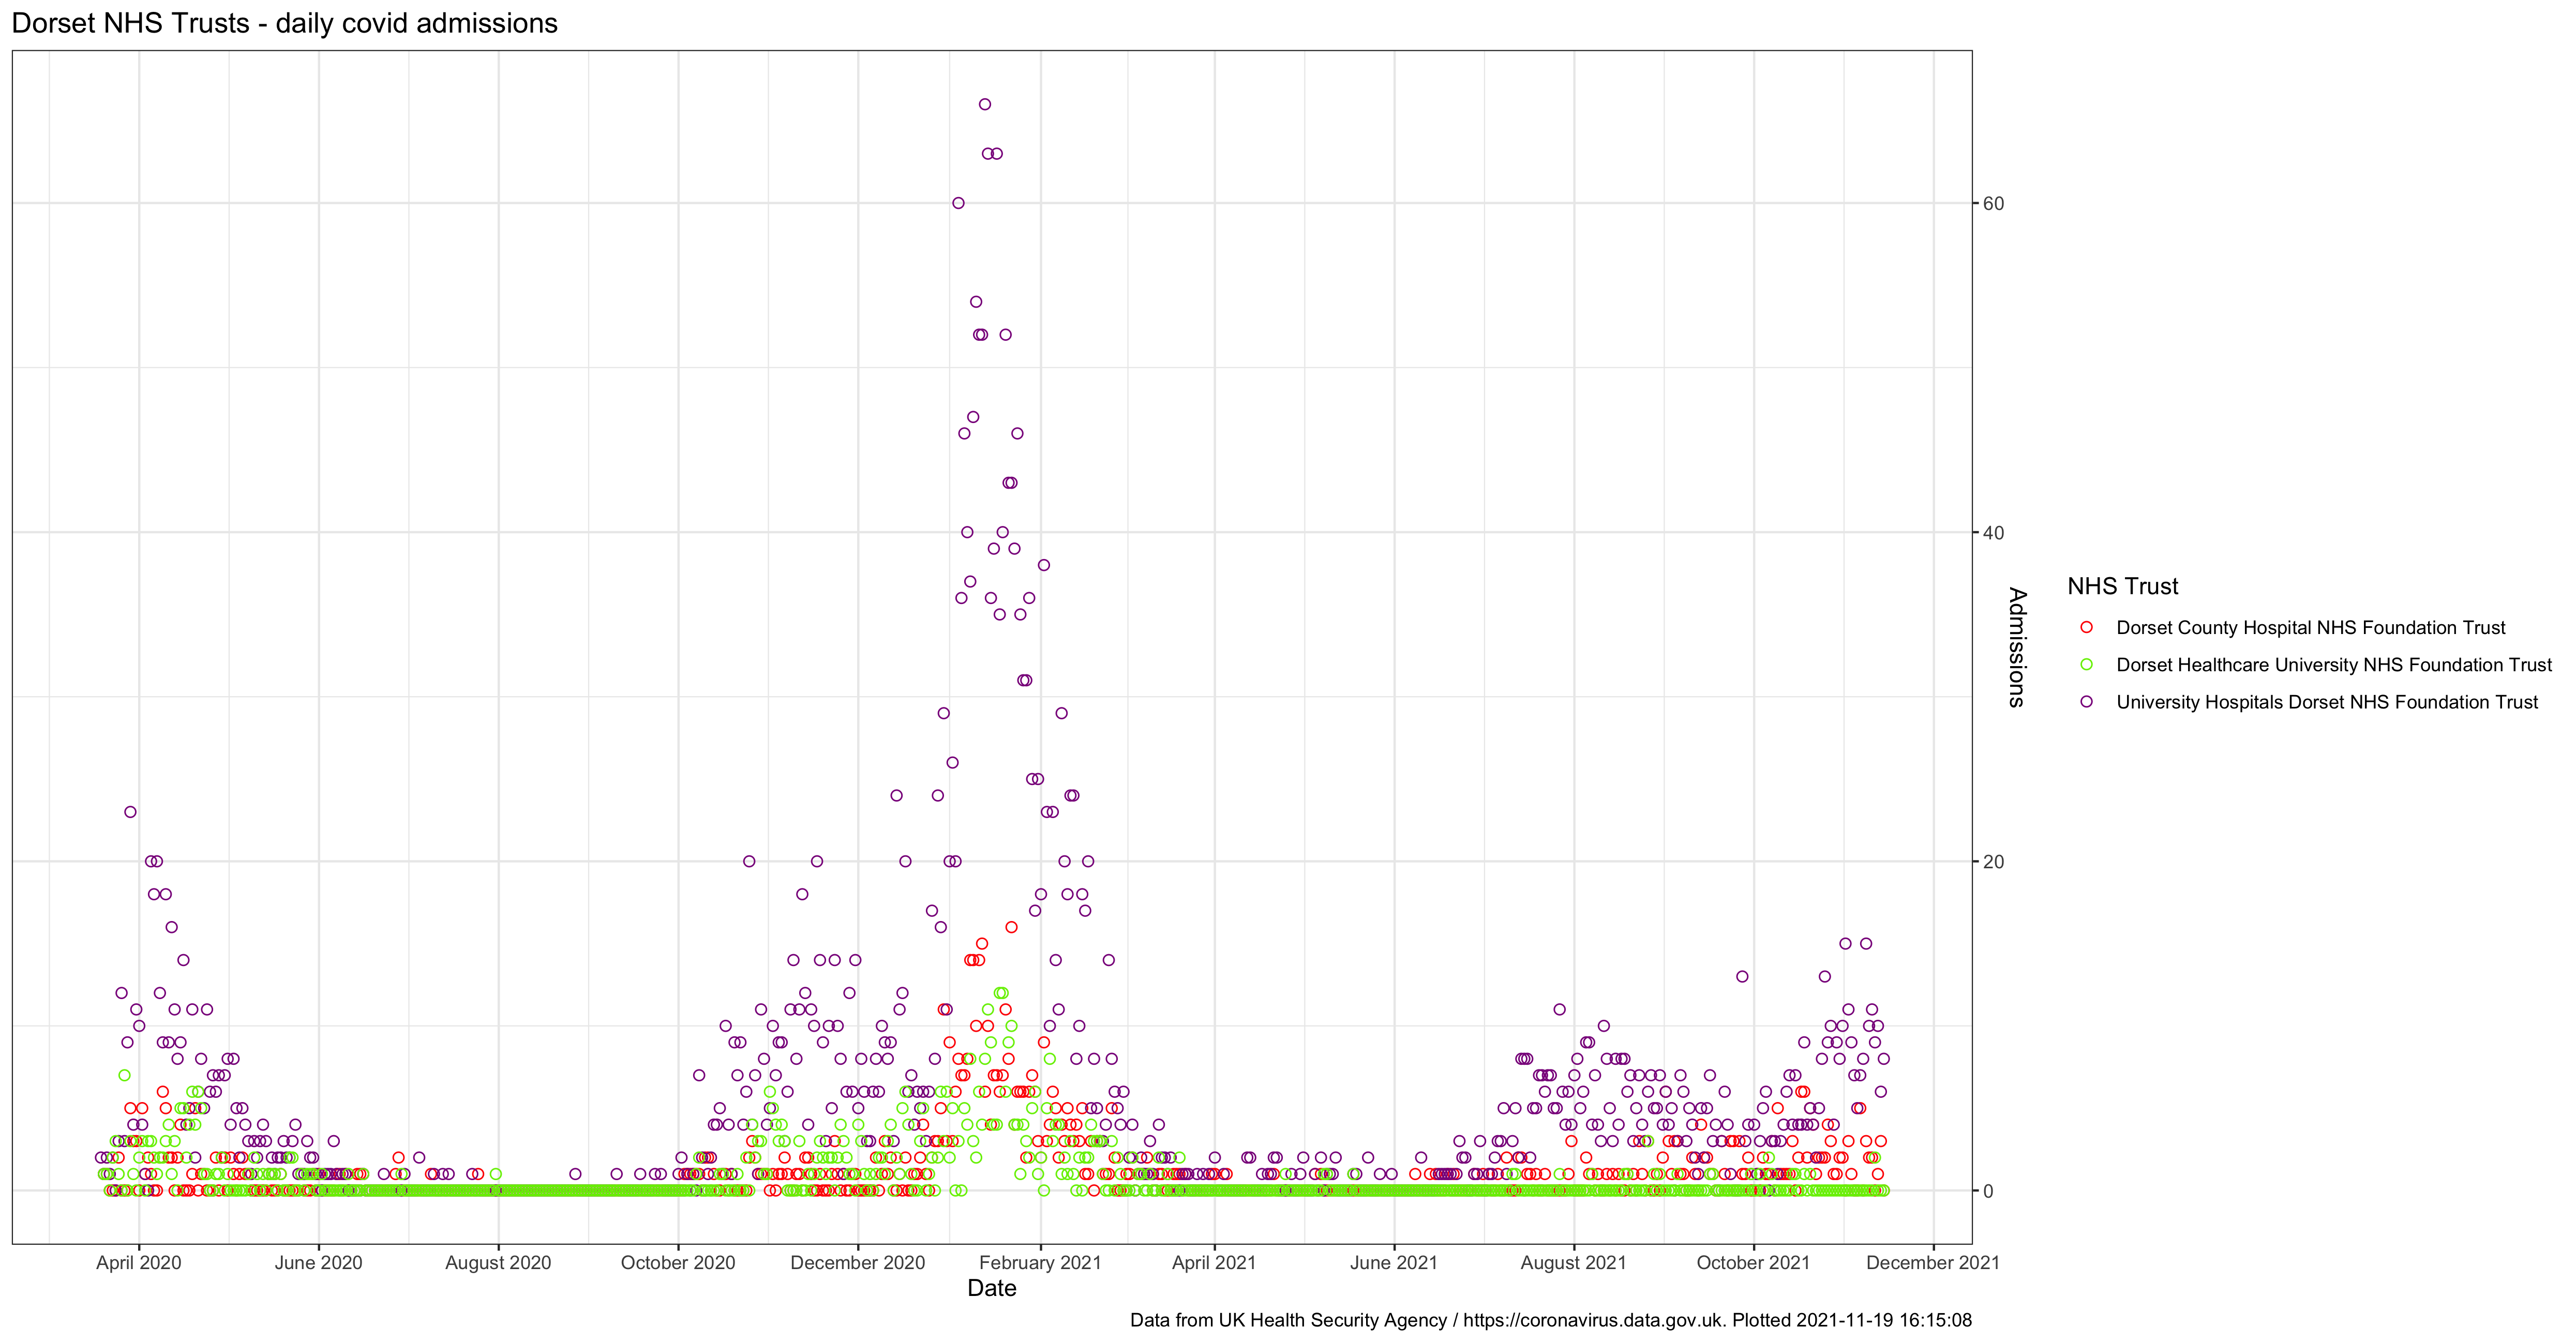 Dorset NHS Trusts - daily covid admissions
60
40
20
0
Admissions
NHS Trust
Dorset County Hospital NHS Foundation Trust
Dorset Healthcare University NHS Foundation Trust
University Hospitals Dorset NHS Foundation Trust
April 2020 June 2020 August 2020 October 2020 December 2020 February 2021 April 2021 June 2021 August 2021 October 2021 December 2021
Date
Data from UK Health Security Agency / https://coronavirus.data.gov.uk. Plotted 2021-11-19 16:15:08